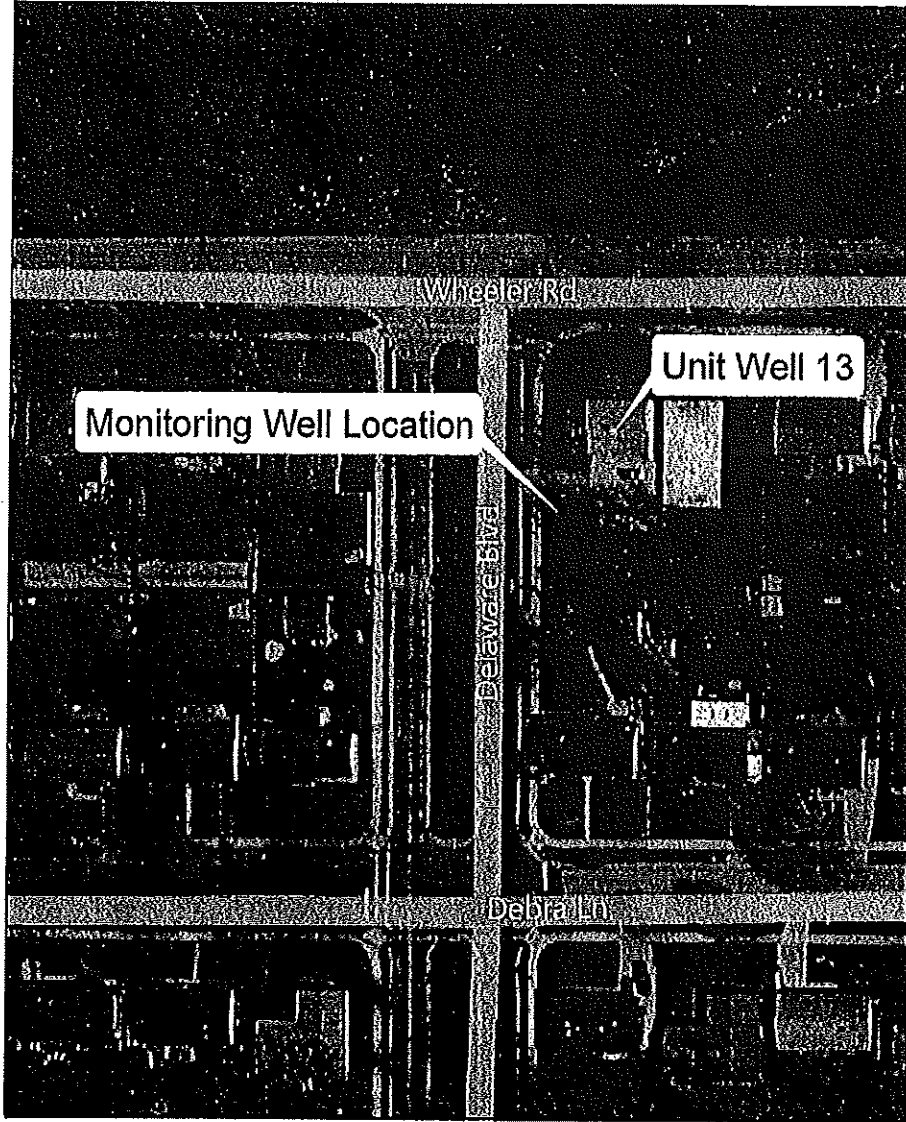 Wheeler Rd
Unit Well 13
Monitoring Well Location
Delaware Blvd
Debra Ln